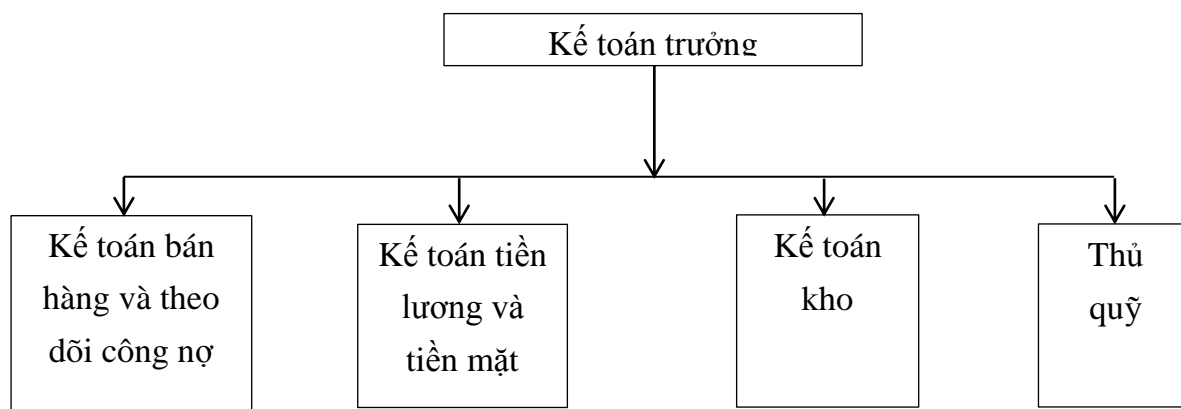 Kế toán trưởng
Kế toán bán
hàng và theo
dõi công nợ
Kế toán tiền
lương và
tiền mặt
Kế toán
kho
Thủ
quỹ